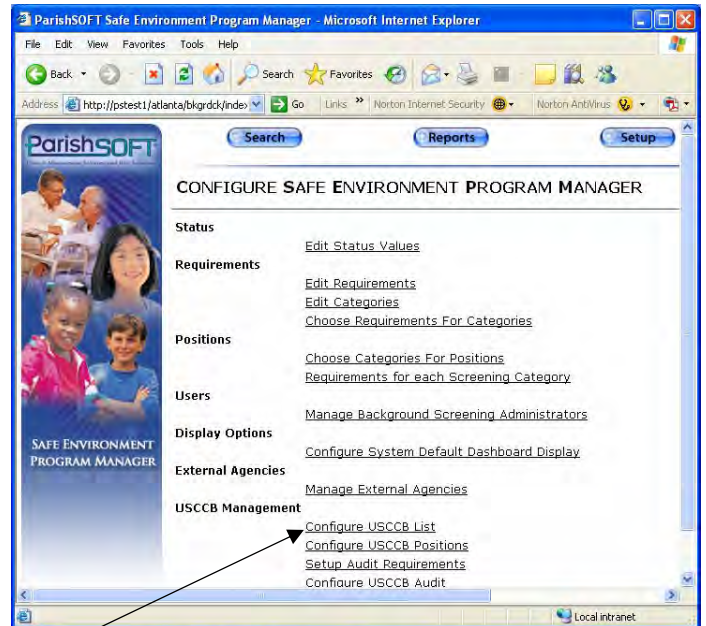 ParishSOFT Safe Environment Program Manager - Microsoft Internet Explorer
File Edit View Favorites Tools Help
Back Search Favorites
Address http://pstest1/atlanta/bkgrdck/index Go Links » Norton Internet Security Norton AntiVirus
ParishSOFT
Search Reports Setup
CONFIGURE SAFE ENVIRONMENT PROGRAM MANAGER
Status
Edit Status Values
Requirements
Edit Requirements
Edit Categories
Choose Requirements For Categories
Positions
Choose Categories For Positions
Requirements for each Screening Category
Users
Manage Background Screening Administrators
Display Options
Configure System Default Dashboard Display
External Agencies
Manage External Agencies
USCCB Management
Configure USCCB List
Configure USCCB Positions
Setup Audit Requirements
Configure USCCB Audit
SAFE ENVIRONMENT
PROGRAM MANAGER
Local intranet